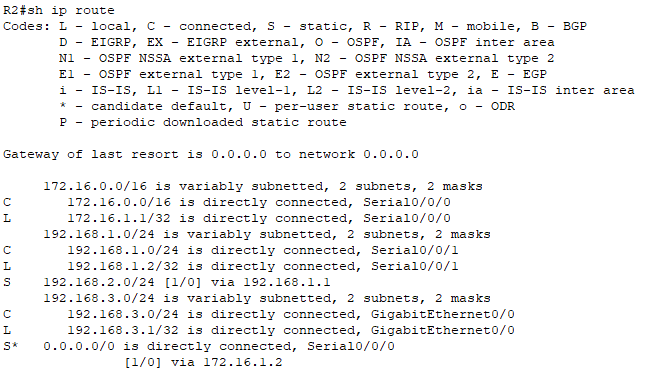 R2#sh ip route
Codes: L - local, C - connected, S - static, R - RIP, M - mobile, B - BGP
       D - EIGRP, EX - EIGRP external, O - OSPF, IA - OSPF inter area
       N1 - OSPF NSSA external type 1, N2 - OSPF NSSA external type 2
       E1 - OSPF external type 1, E2 - OSPF external type 2, E - EGP
       i - IS-IS, L1 - IS-IS level-1, L2 - IS-IS level-2, ia - IS-IS inter area
       * - candidate default, U - per-user static route, o - ODR
       P - periodic downloaded static route

Gateway of last resort is 0.0.0.0 to network 0.0.0.0

     172.16.0.0/16 is variably subnetted, 2 subnets, 2 masks
C       172.16.0.0/16 is directly connected, Serial0/0/0
L       172.16.1.1/32 is directly connected, Serial0/0/0
     192.168.1.0/24 is variably subnetted, 2 subnets, 2 masks
C       192.168.1.0/24 is directly connected, Serial0/0/1
L       192.168.1.2/32 is directly connected, Serial0/0/1
S    192.168.2.0/24 [1/0] via 192.168.1.1
     192.168.3.0/24 is variably subnetted, 2 subnets, 2 masks
C       192.168.3.0/24 is directly connected, GigabitEthernet0/0
L       192.168.3.1/32 is directly connected, GigabitEthernet0/0
S*   0.0.0.0/0 is directly connected, Serial0/0/0
               [1/0] via 172.16.1.2